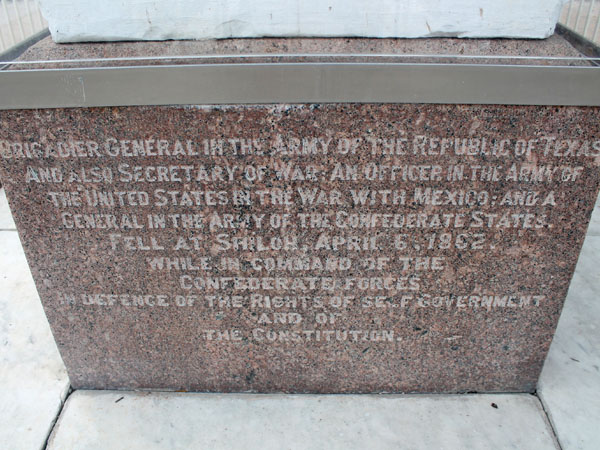 Brigadier General in the Army of the Republic of Texas
and also Secretary of War; an officer in the Army of
the United States in the War with Mexico; and a
General in the Army of the Confederate States.
Fell at Shiloh, April 6, 1862.
while in command of the
Confederate forces
in defence of the Rights of Self Government
and of
the Constitution.